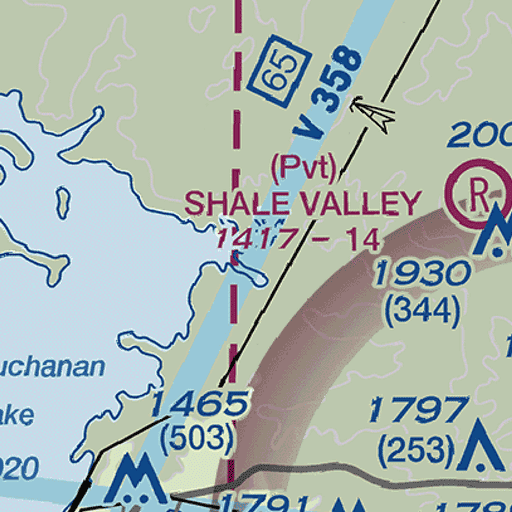 65
V 358
200
(Pvt)
SHALE VALLEY
R
1417 - 14
1930
(344)
uchanan
ake
020
1465
(503)
1797
(253)
1791